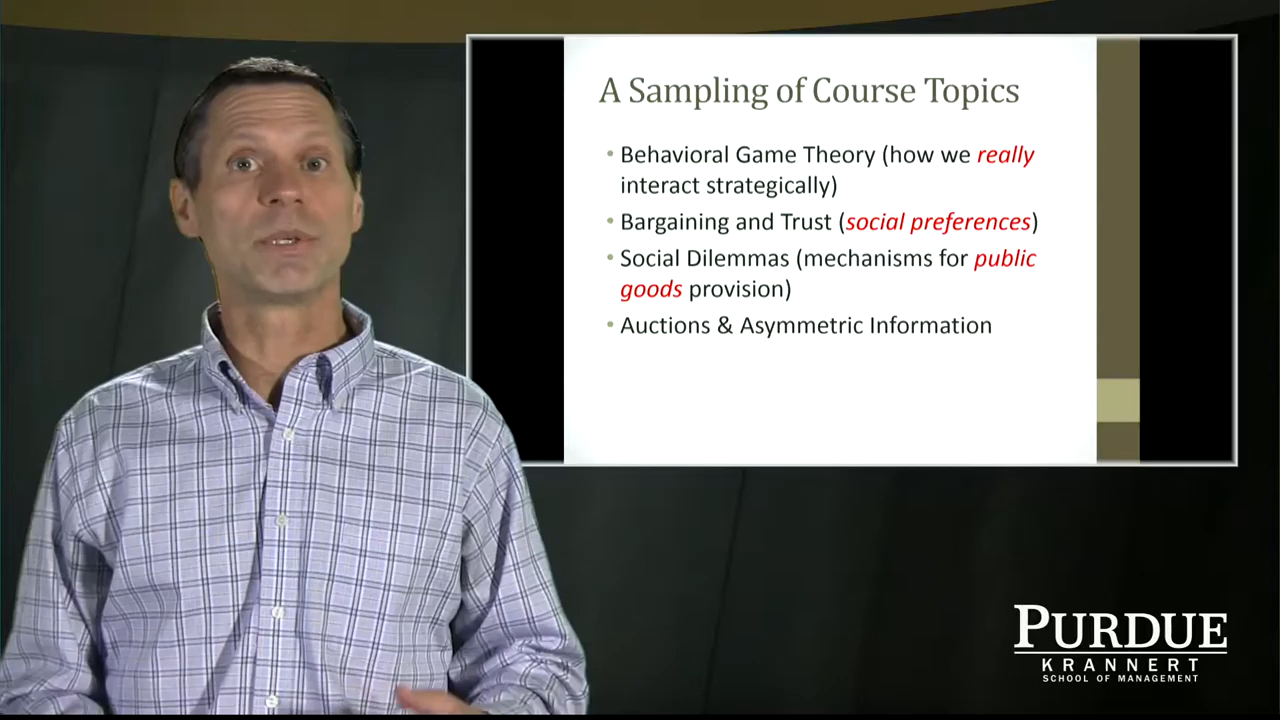 A Sampling of Course Topics
• Behavioral Game Theory (how we really
interact strategically)
• Bargaining and Trust (social preferences)
• Social Dilemmas (mechanisms for public
goods provision)
• Auctions & Asymmetric Information
PURDUE
KRANNERT
SCHOOL OF MANAGEMENT